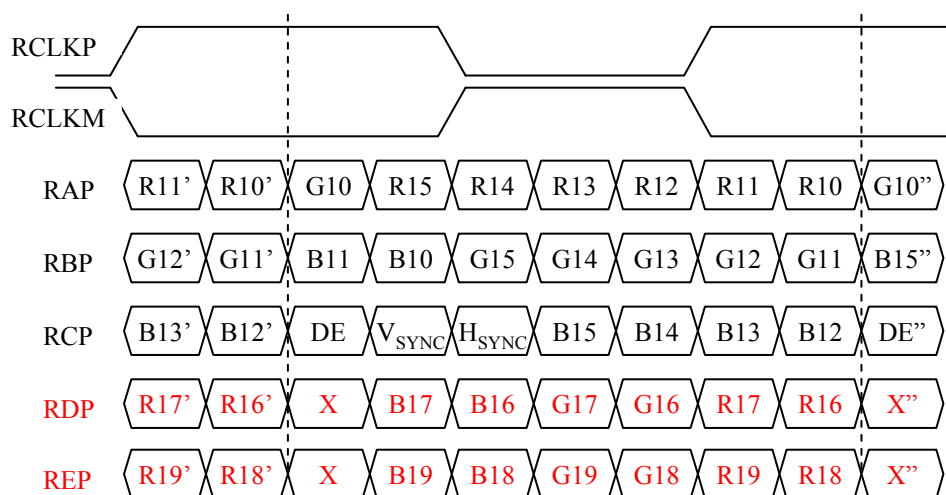 RCLKP
RCLKM
RAP R11’ R10’ G10 R15 R14 R13 R12 R11 R10 G10”
RBP G12’ G11’ B11 B10 G15 G14 G13 G12 G11 B15”
RCP B13’ B12’ DE VSYNC HSYNC B15 B14 B13 B12 DE”
RDP R17’ R16’ X B17 B16 G17 G16 R17 R16 X”
REP R19’ R18’ X B19 B18 G19 G18 R19 R18 X”